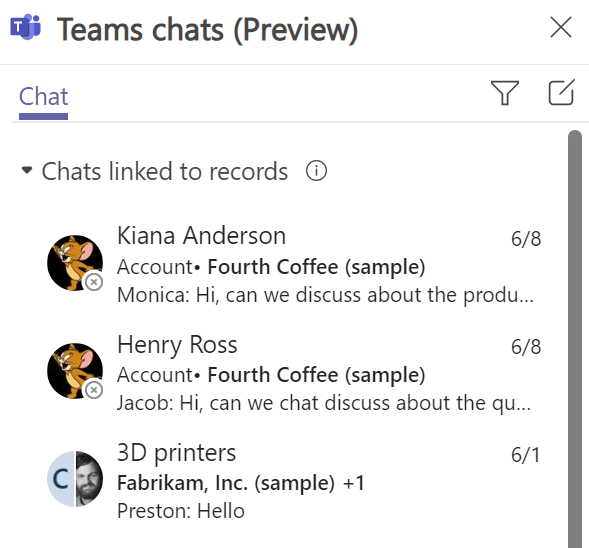 Teams chats (Preview)
Chat
Chats linked to records
Kiana Anderson 6/8
Account• Fourth Coffee (sample)
Monica: Hi, can we discuss about the produ...
Henry Ross 6/8
Account• Fourth Coffee (sample)
Jacob: Hi, can we chat discuss about the qu...
3D printers 6/1
C
Fabrikam, Inc. (sample) +1
Preston: Hello